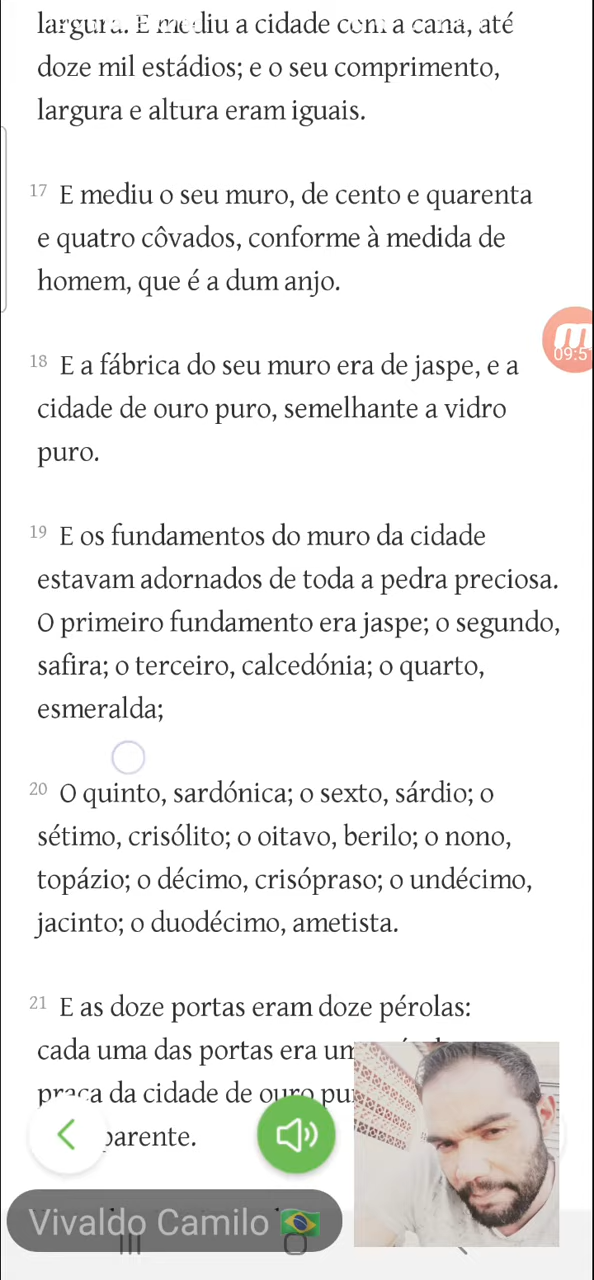 largura. E mediu a cidade com a cana, até
doze mil estádios; e o seu comprimento,
largura e altura eram iguais.
17 E mediu o seu muro, de cento e quarenta
e quatro côvados, conforme à medida de
homem, que é a dum anjo.
18 E a fábrica do seu muro era de jaspe, e a
cidade de ouro puro, semelhante a vidro
puro.
09:5
19 E os fundamentos do muro da cidade
estavam adornados de toda a pedra preciosa.
O primeiro fundamento era jaspe; o segundo,
safira; o terceiro, calcedónia; o quarto,
esmeralda;
20 O quinto, sardónica; o sexto, sárdio; o
sétimo, crisólito; o oitavo, berilo; o nono,
topázio; o décimo, crisópraso; o undécimo,
jacinto; o duodécimo, ametista.
21 E as doze portas eram doze pérolas:
cada uma das portas era um
praça da cidade de ouro pu
parente.
Vivaldo Camilo